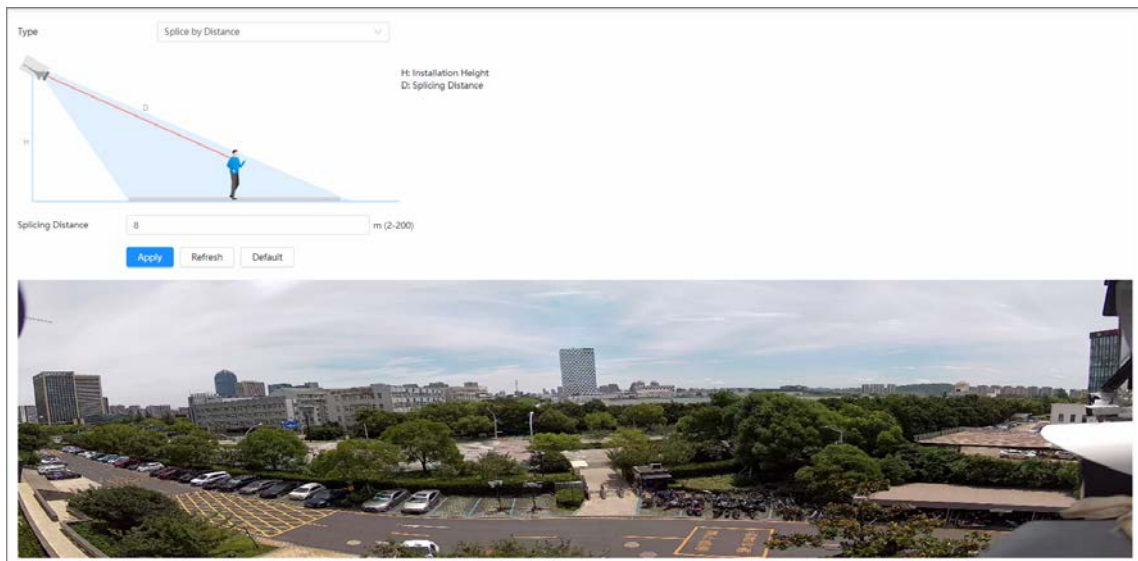 Type
Splice by Distance
H: Installation Height
D: Splicing Distance
D
H
Splicing Distance
8
m (2-200)
Apply
Refresh
Default